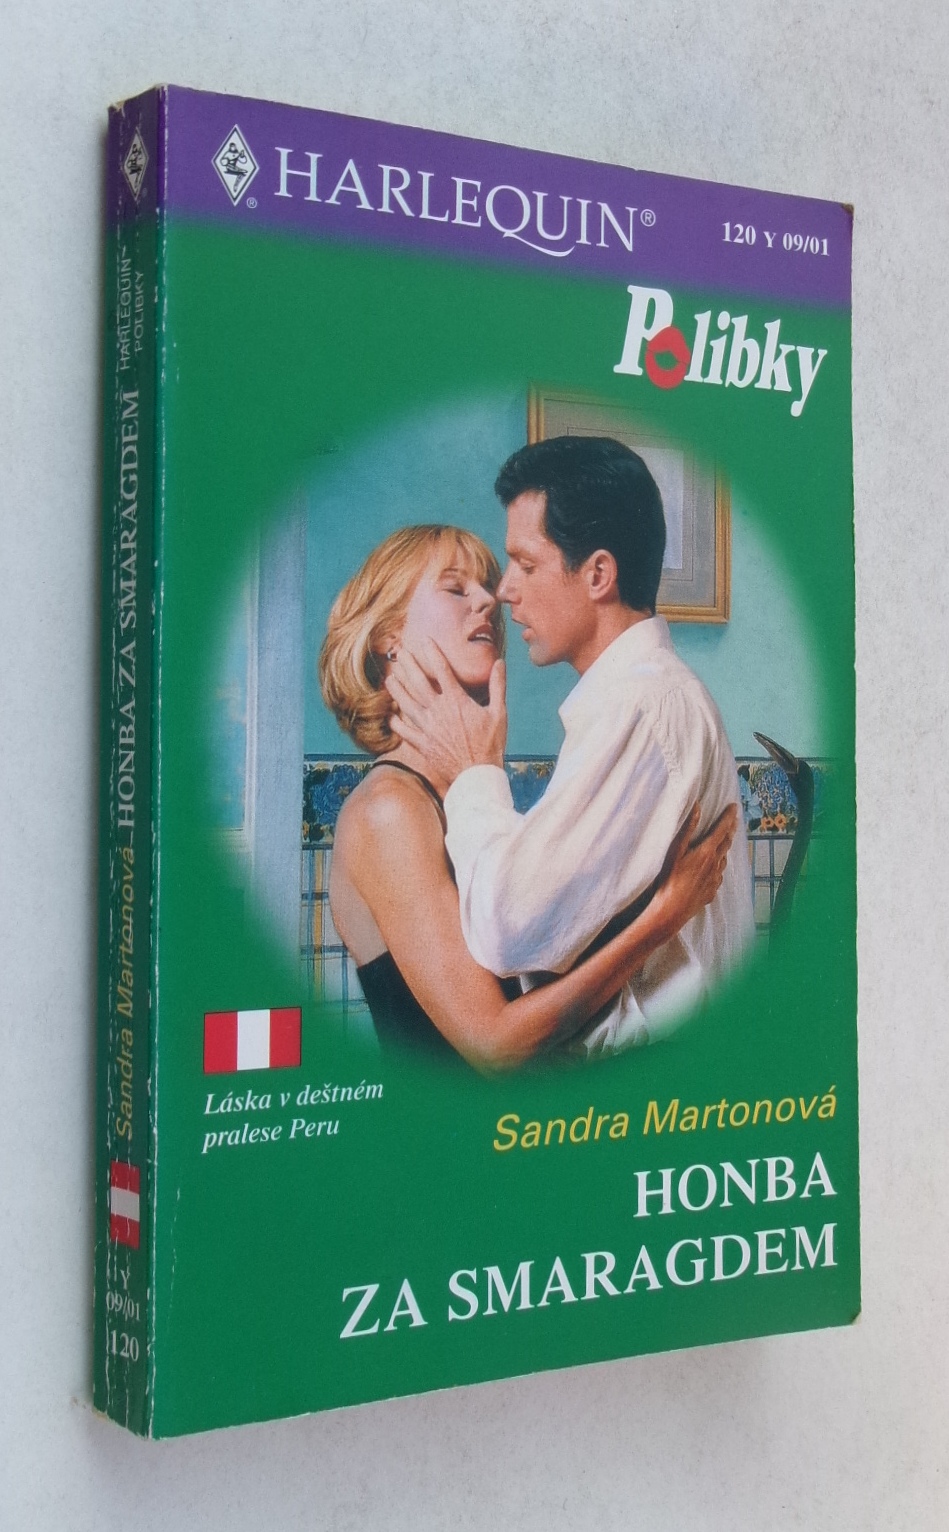 HARLEQUIN®
120 Y 09/01
Polibky
Láska v deštném
pralese Peru
Sandra Martonová
HONBA
ZA SMARAGDEM
HARLEQUIN™
POLIBKY
Sandra Martonová HONBA ZA SMARAGDEM
Y
09/01
120